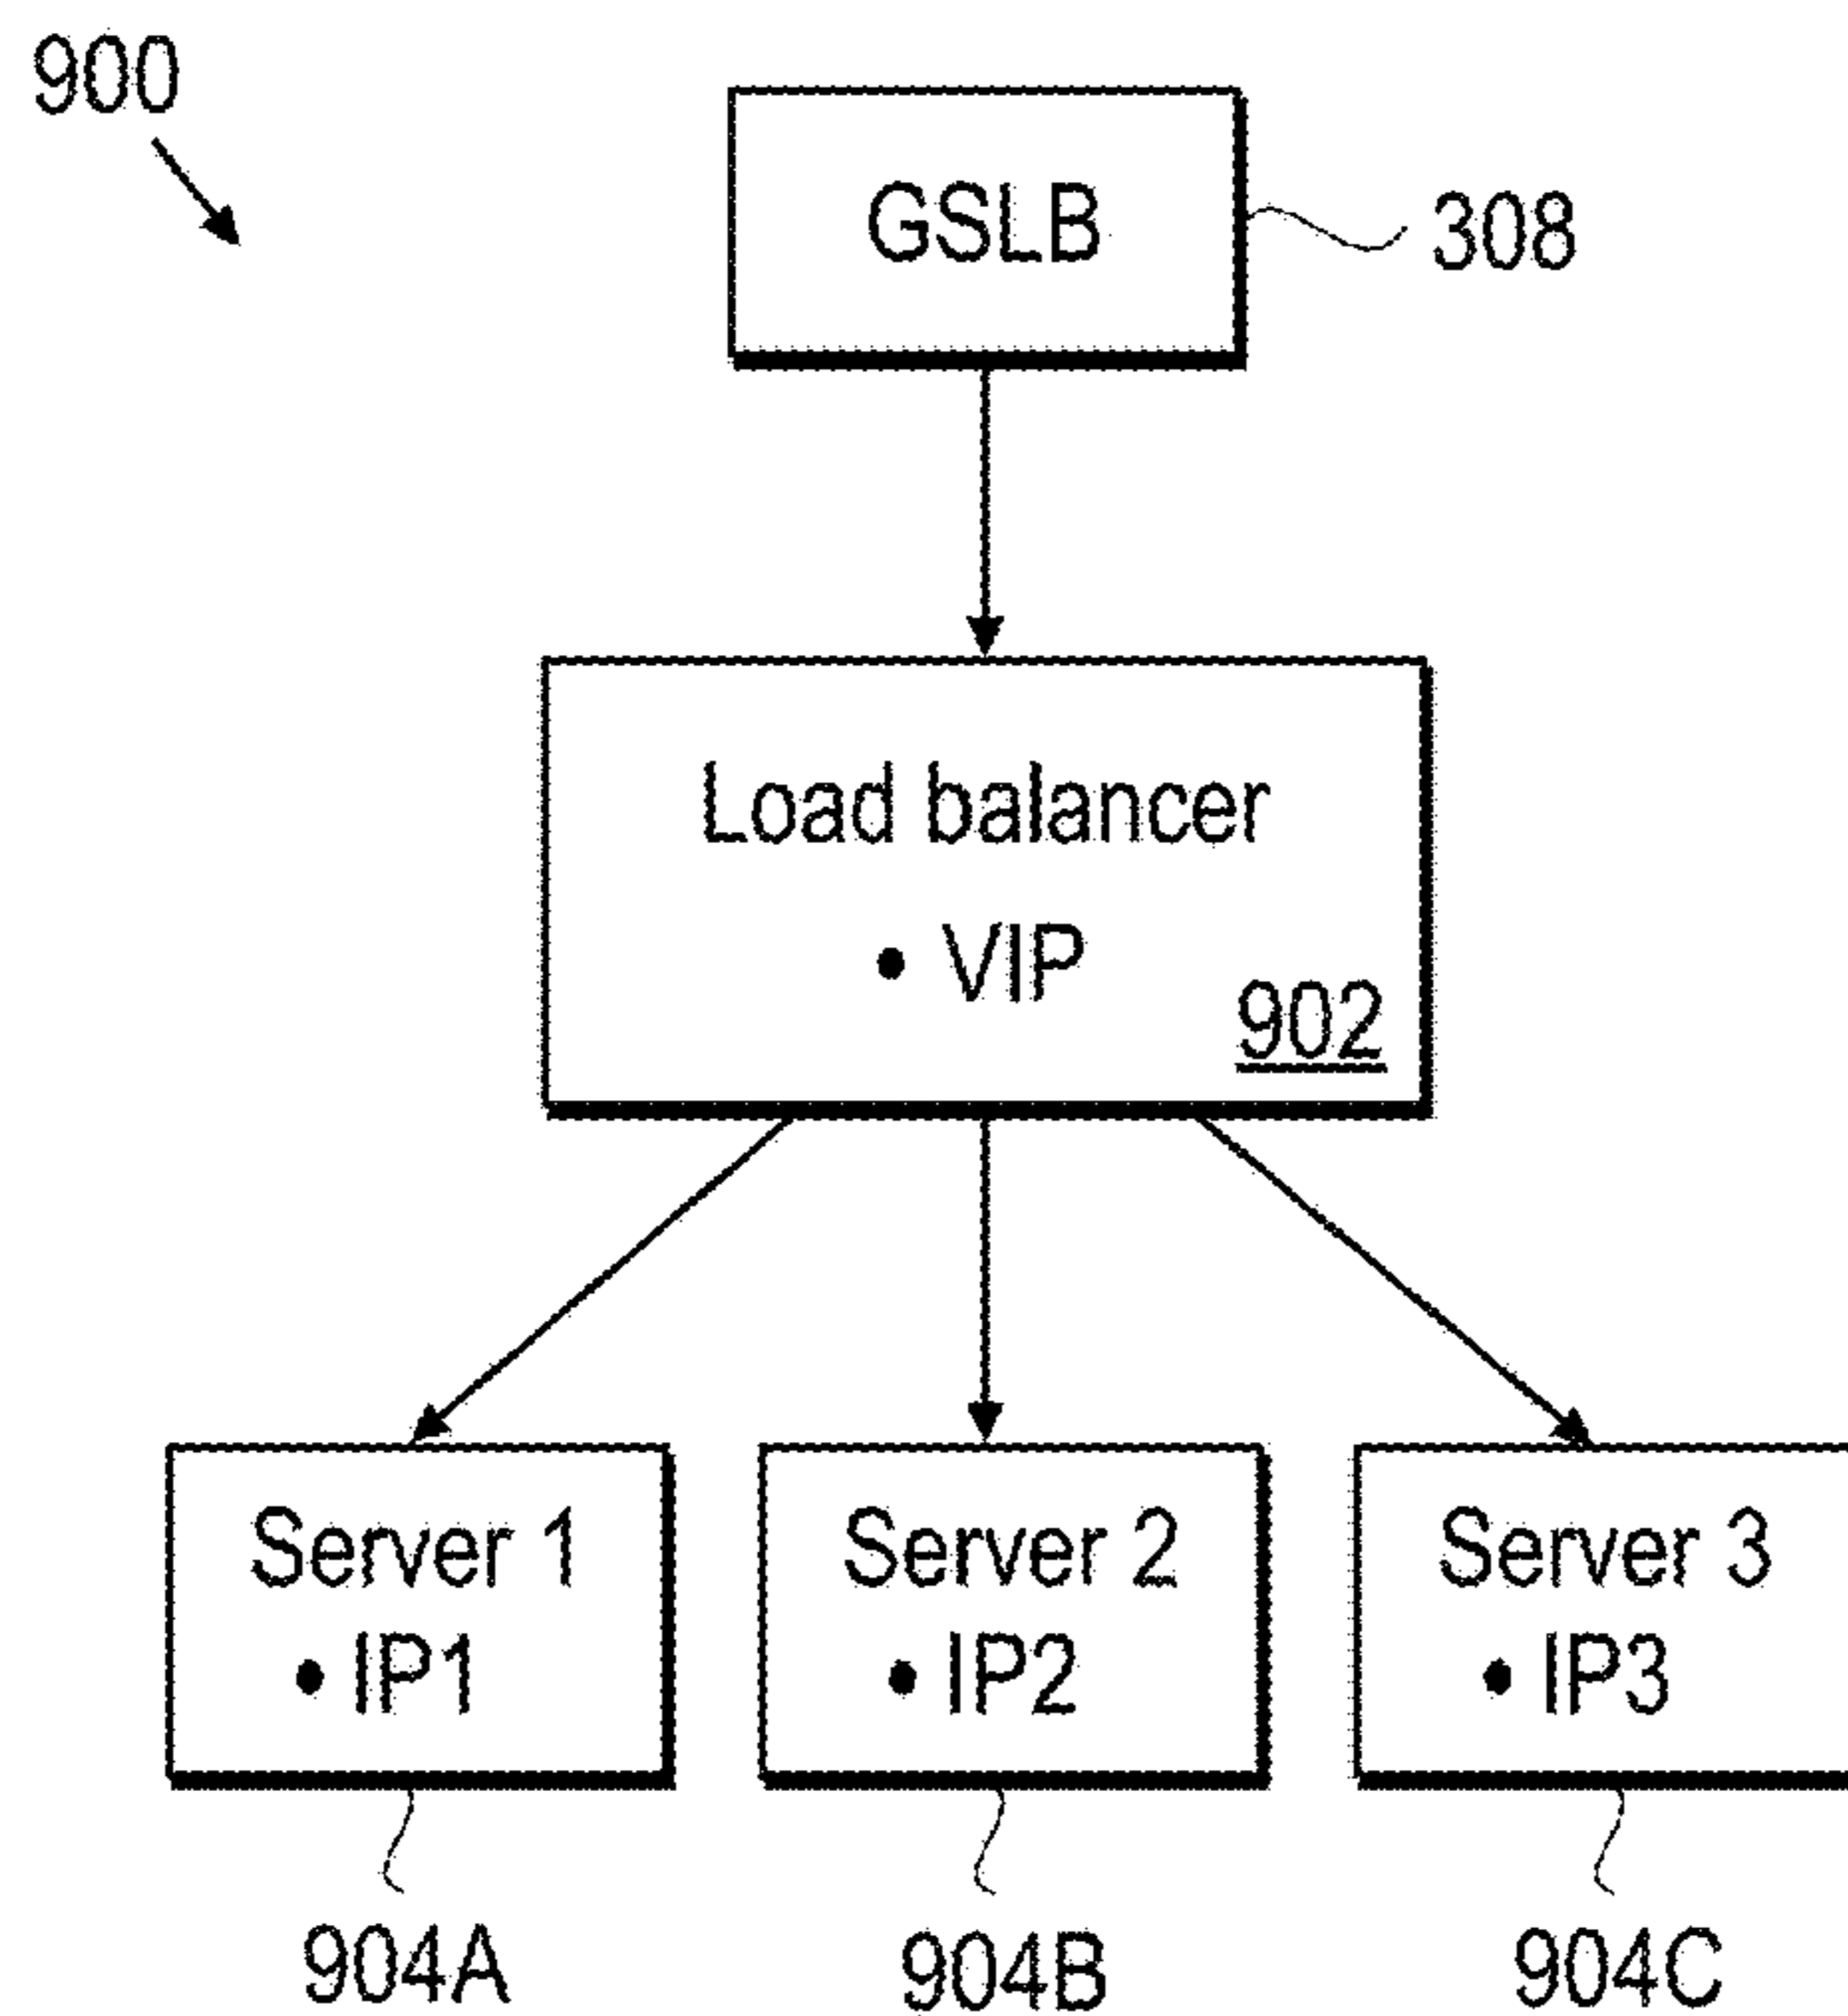 900
GSLB
308
Load balancer
• VIP
902
Server 1
• IP1
Server 2
• IP2
Server 3
• IP3
904A
904B
904C